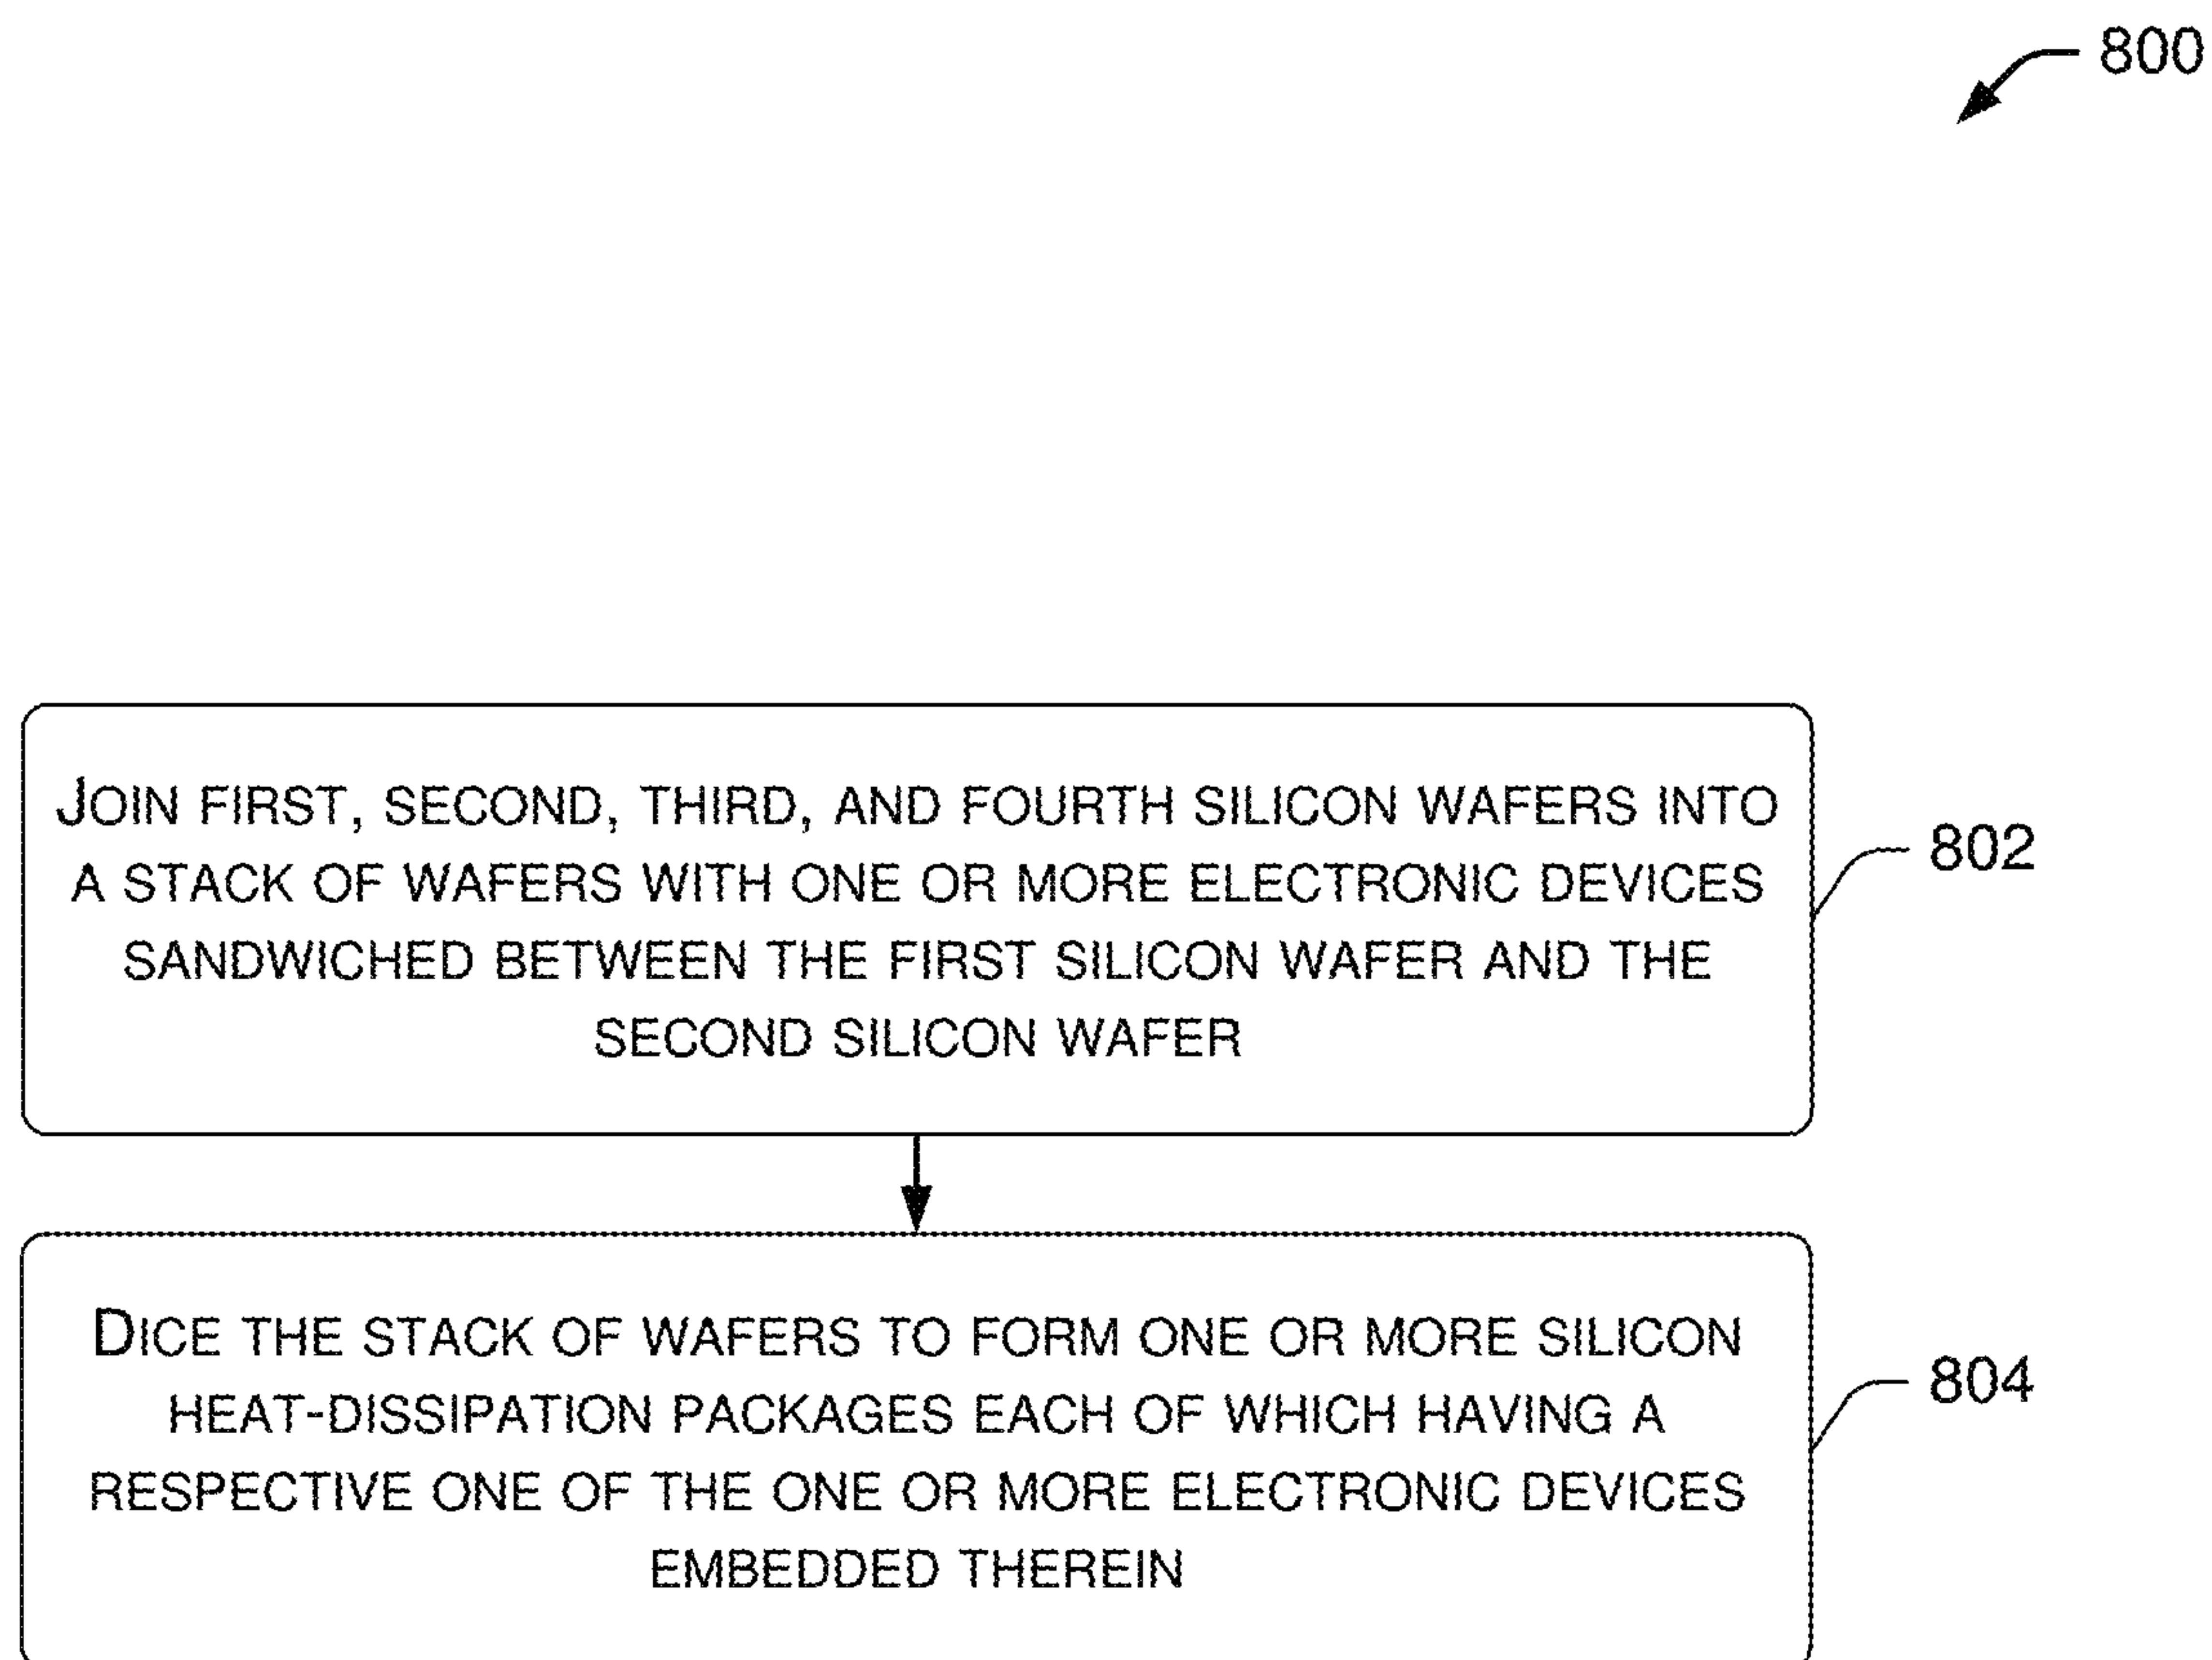 800
JOIN FIRST, SECOND, THIRD, AND FOURTH SILICON WAFERS INTO
A STACK OF WAFERS WITH ONE OR MORE ELECTRONIC DEVICES
SANDWICHED BETWEEN THE FIRST SILICON WAFER AND THE
SECOND SILICON WAFER
802
DICE THE STACK OF WAFERS TO FORM ONE OR MORE SILICON
HEAT-DISSIPATION PACKAGES EACH OF WHICH HAVING A
RESPECTIVE ONE OF THE ONE OR MORE ELECTRONIC DEVICES
EMBEDDED THEREIN
804